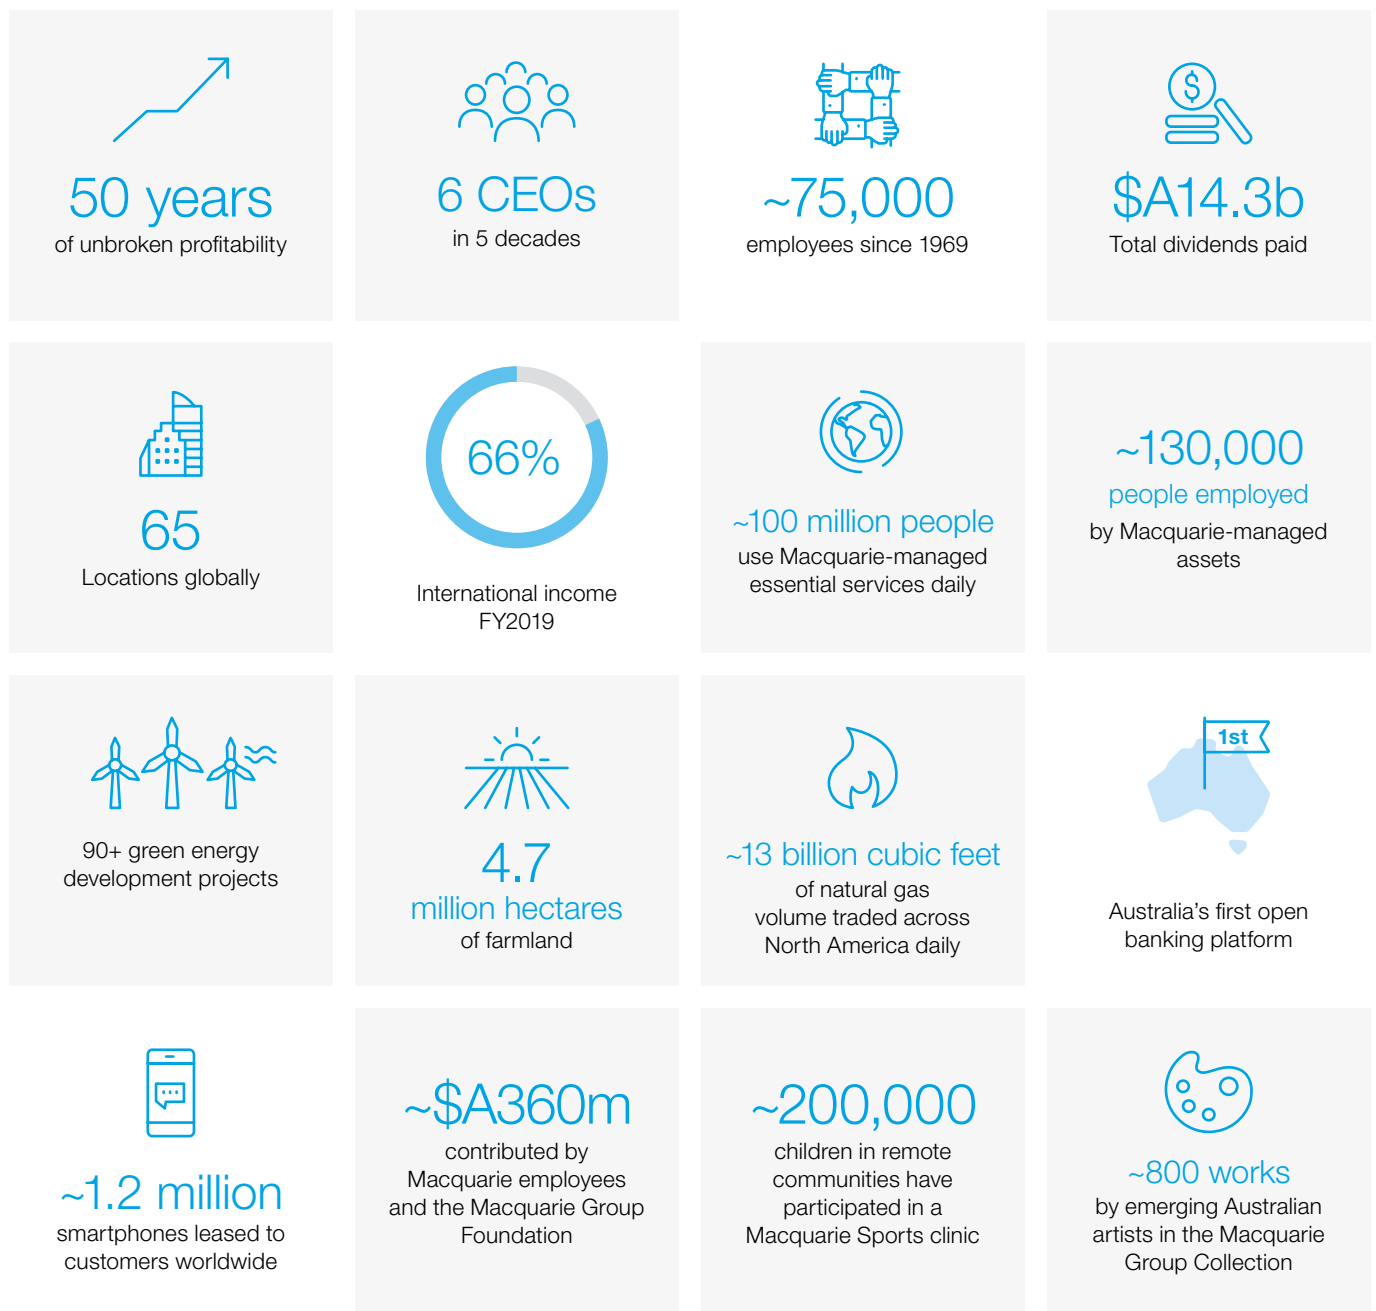 50 years
of unbroken profitability
6 CEOs
in 5 decades
~75,000
employees since 1969
$
$A14.3b
Total dividends paid
65
Locations globally
66%
International income
FY2019
~100 million people
use Macquarie-managed
essential services daily
~130,000
people employed
by Macquarie-managed
assets
90+ green energy
development projects
4.7
million hectares
of farmland
~13 billion cubic feet
of natural gas
volume traded across
North America daily
1st
Australia's first open
banking platform
~1.2 million
smartphones leased to
customers worldwide
~$A360m
contributed by
Macquarie employees
and the Macquarie Group
Foundation
~200,000
children in remote
communities have
participated in a
Macquarie Sports clinic
~800 works
by emerging Australian
artists in the Macquarie
Group Collection